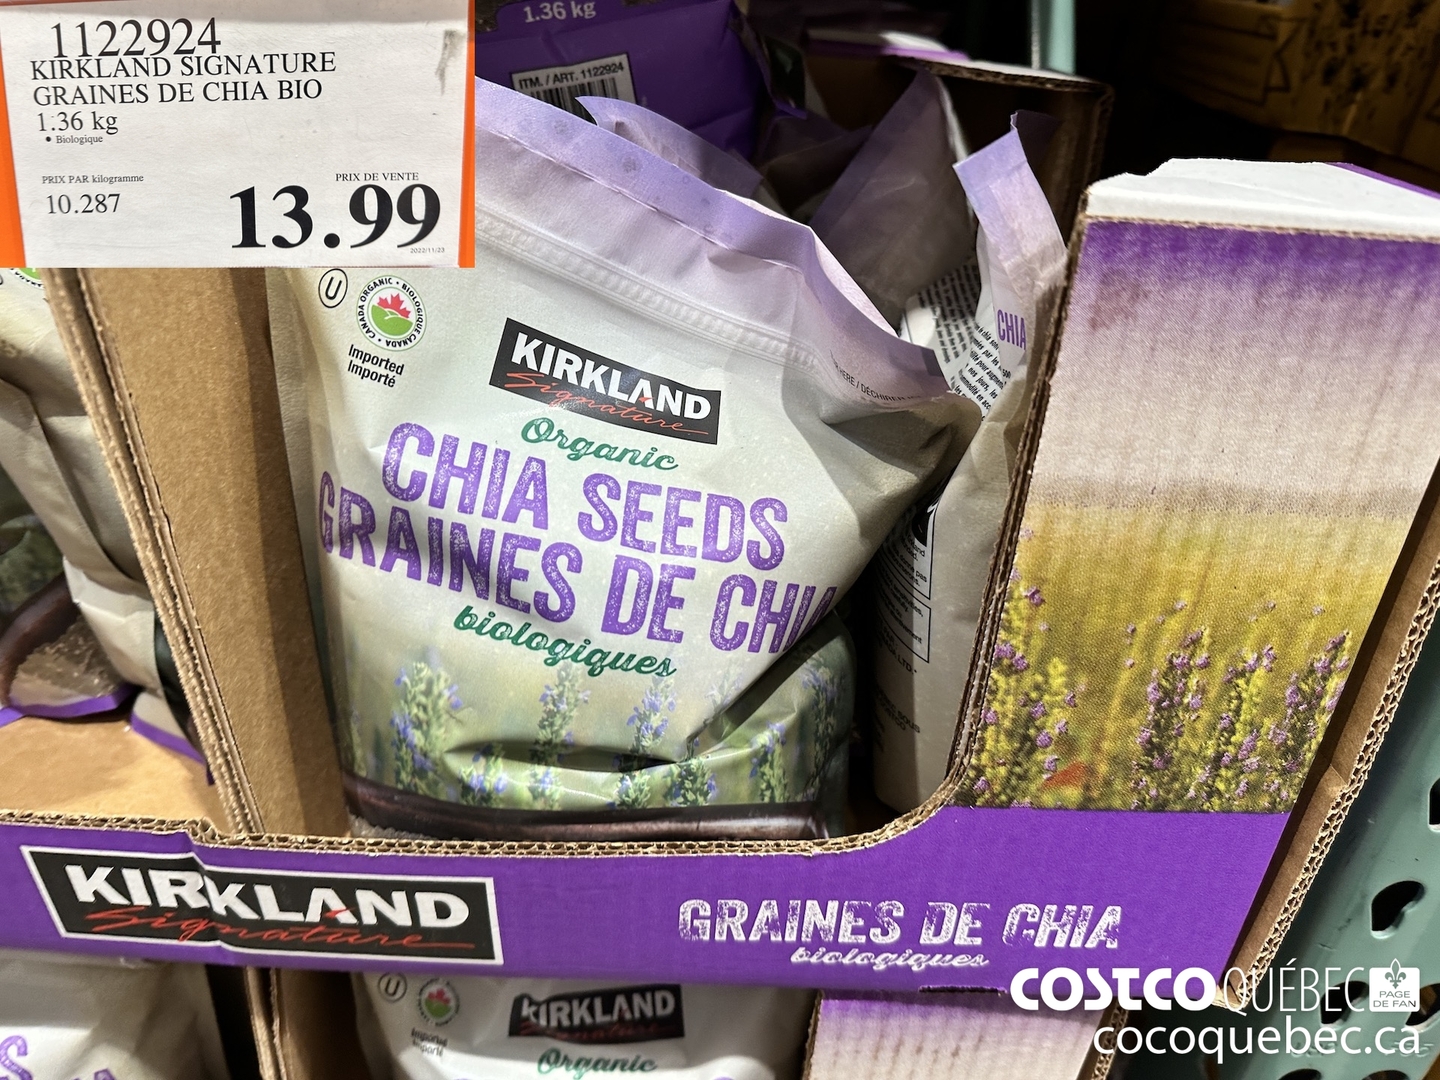 1122924
KIRKLAND SIGNATURE
GRAINES DE CHIA BIO
1.36 kg
• Biologique
PRIX PAR kilogramme
10.287
PRIX DE VENTE
13.99
2022/11/23
1.36 kg
ITM. / ART. 1122924
U
CANADA ORGANIC • BIOLOGIQUE CANADA •
Imported
Importé
KIRKLAND
Signature
Organic
CHIA SEEDS
GRAINES DE CHIA
biologiques
CHIA
KIRKLAND
Signature
GRAINES DE CHIA
biologiques
U
Imported
Importé
KIRKLAND
Signature
Organic
COSTCO QUÉBEC
PAGE
DE FAN
cocoquebec.ca